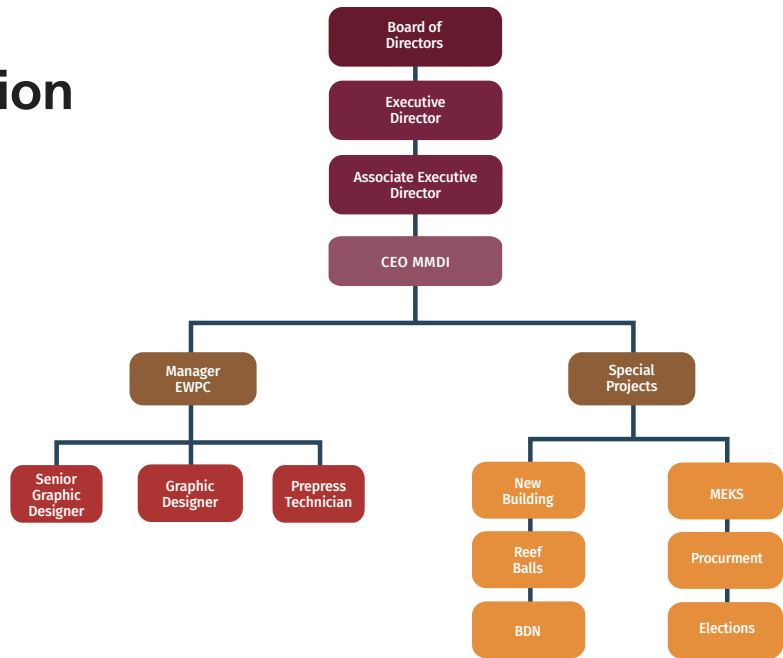 ion
Board of
Directors
Executive
Director
Associate Executive
Director
CEO MMDI
Manager
EWPC
Special
Projects
Senior
Graphic
Designer
Graphic
Designer
Prepress
Technician
New
Building
MEKS
Reef
Balls
Procurment
BDN
Elections